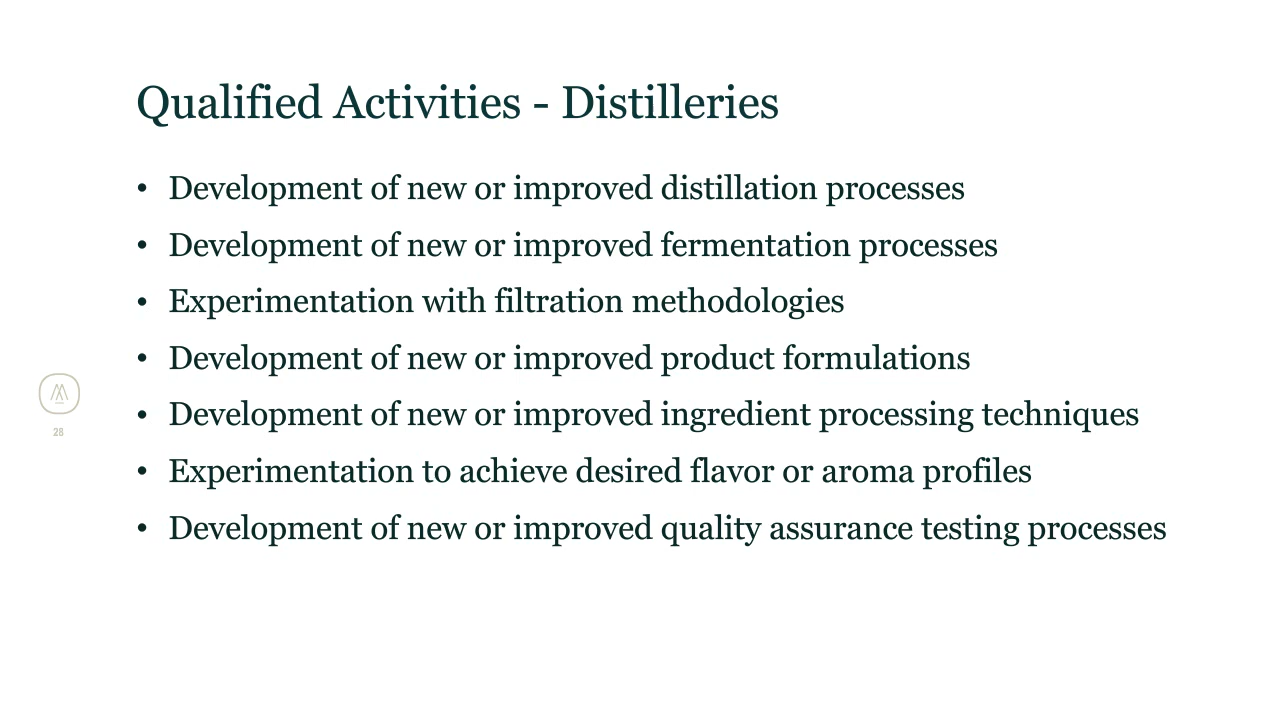 Qualified Activities - Distilleries
• Development of new or improved distillation processes
• Development of new or improved fermentation processes
• Experimentation with filtration methodologies
• Development of new or improved product formulations
• Development of new or improved ingredient processing techniques
• Experimentation to achieve desired flavor or aroma profiles
• Development of new or improved quality assurance testing processes
28